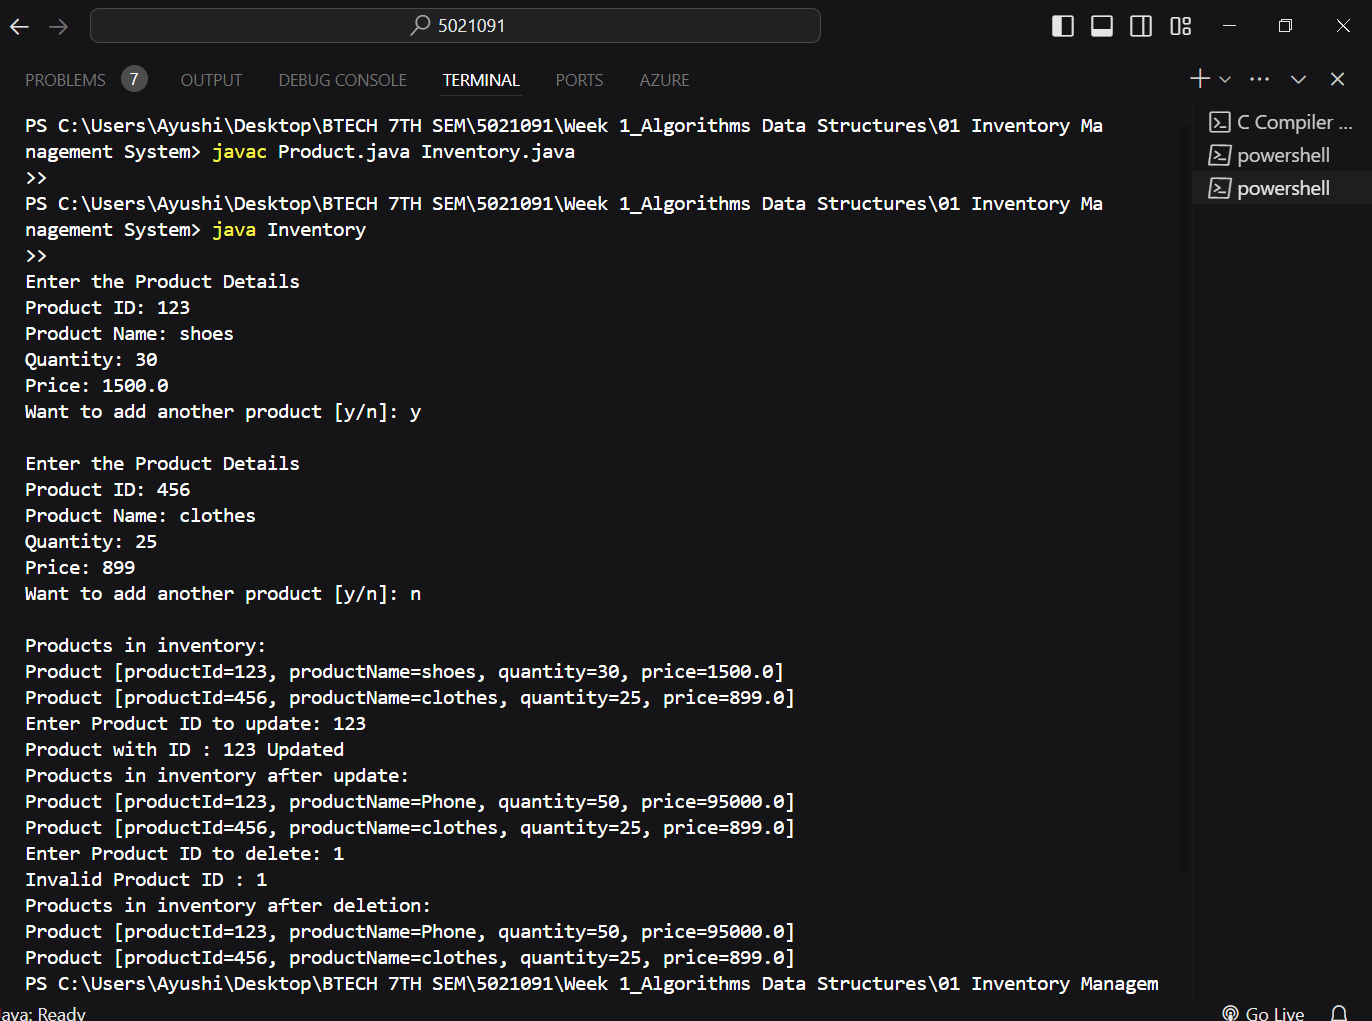 5021091
PROBLEMS 7 OUTPUT DEBUG CONSOLE TERMINAL PORTS AZURE
C Compiler ...
powershell
powershell
PS C:\Users\Ayushi\Desktop\BTECH 7TH SEM\5021091\Week 1_Algorithms Data Structures\01 Inventory Ma
nagement System> javac Product.java Inventory.java
>>
PS C:\Users\Ayushi\Desktop\BTECH 7TH SEM\5021091\Week 1_Algorithms Data Structures\01 Inventory Ma
nagement System> java Inventory
>>
Enter the Product Details
Product ID: 123
Product Name: shoes
Quantity: 30
Price: 1500.0
Want to add another product [y/n]: y
Enter the Product Details
Product ID: 456
Product Name: clothes
Quantity: 25
Price: 899
Want to add another product [y/n]: n
Products in inventory:
Product [productId=123, productName=shoes, quantity=30, price=1500.0]
Product [productId=456, productName=clothes, quantity=25, price=899.0]
Enter Product ID to update: 123
Product with ID : 123 Updated
Products in inventory after update:
Product [productId=123, productName=Phone, quantity=50, price=95000.0]
Product [productId=456, productName=clothes, quantity=25, price=899.0]
Enter Product ID to delete: 1
Invalid Product ID : 1
Products in inventory after deletion:
Product [productId=123, productName=Phone, quantity=50, price=95000.0]
Product [productId=456, productName=clothes, quantity=25, price=899.0]
PS C:\Users\Ayushi\Desktop\BTECH 7TH SEM\5021091\Week 1_Algorithms Data Structures\01 Inventory Managem
ava: Ready
Go Live